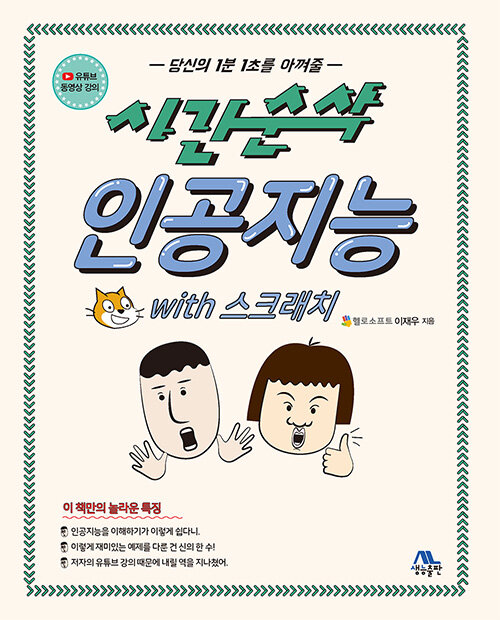 당신의 1분 1초를 아껴줄
유튜브
동영상 강의
시간순삭
인공지능
with 스크래치
헬로소프트 이재우 지음
이 책만의 놀라운 특징
인공지능을 이해하기가 이렇게 쉽다니.
이렇게 재미있는 예제를 다룬 건 신의 한 수!
저자의 유튜브 강의 때문에 내릴 역을 지나쳤어.
생능출판